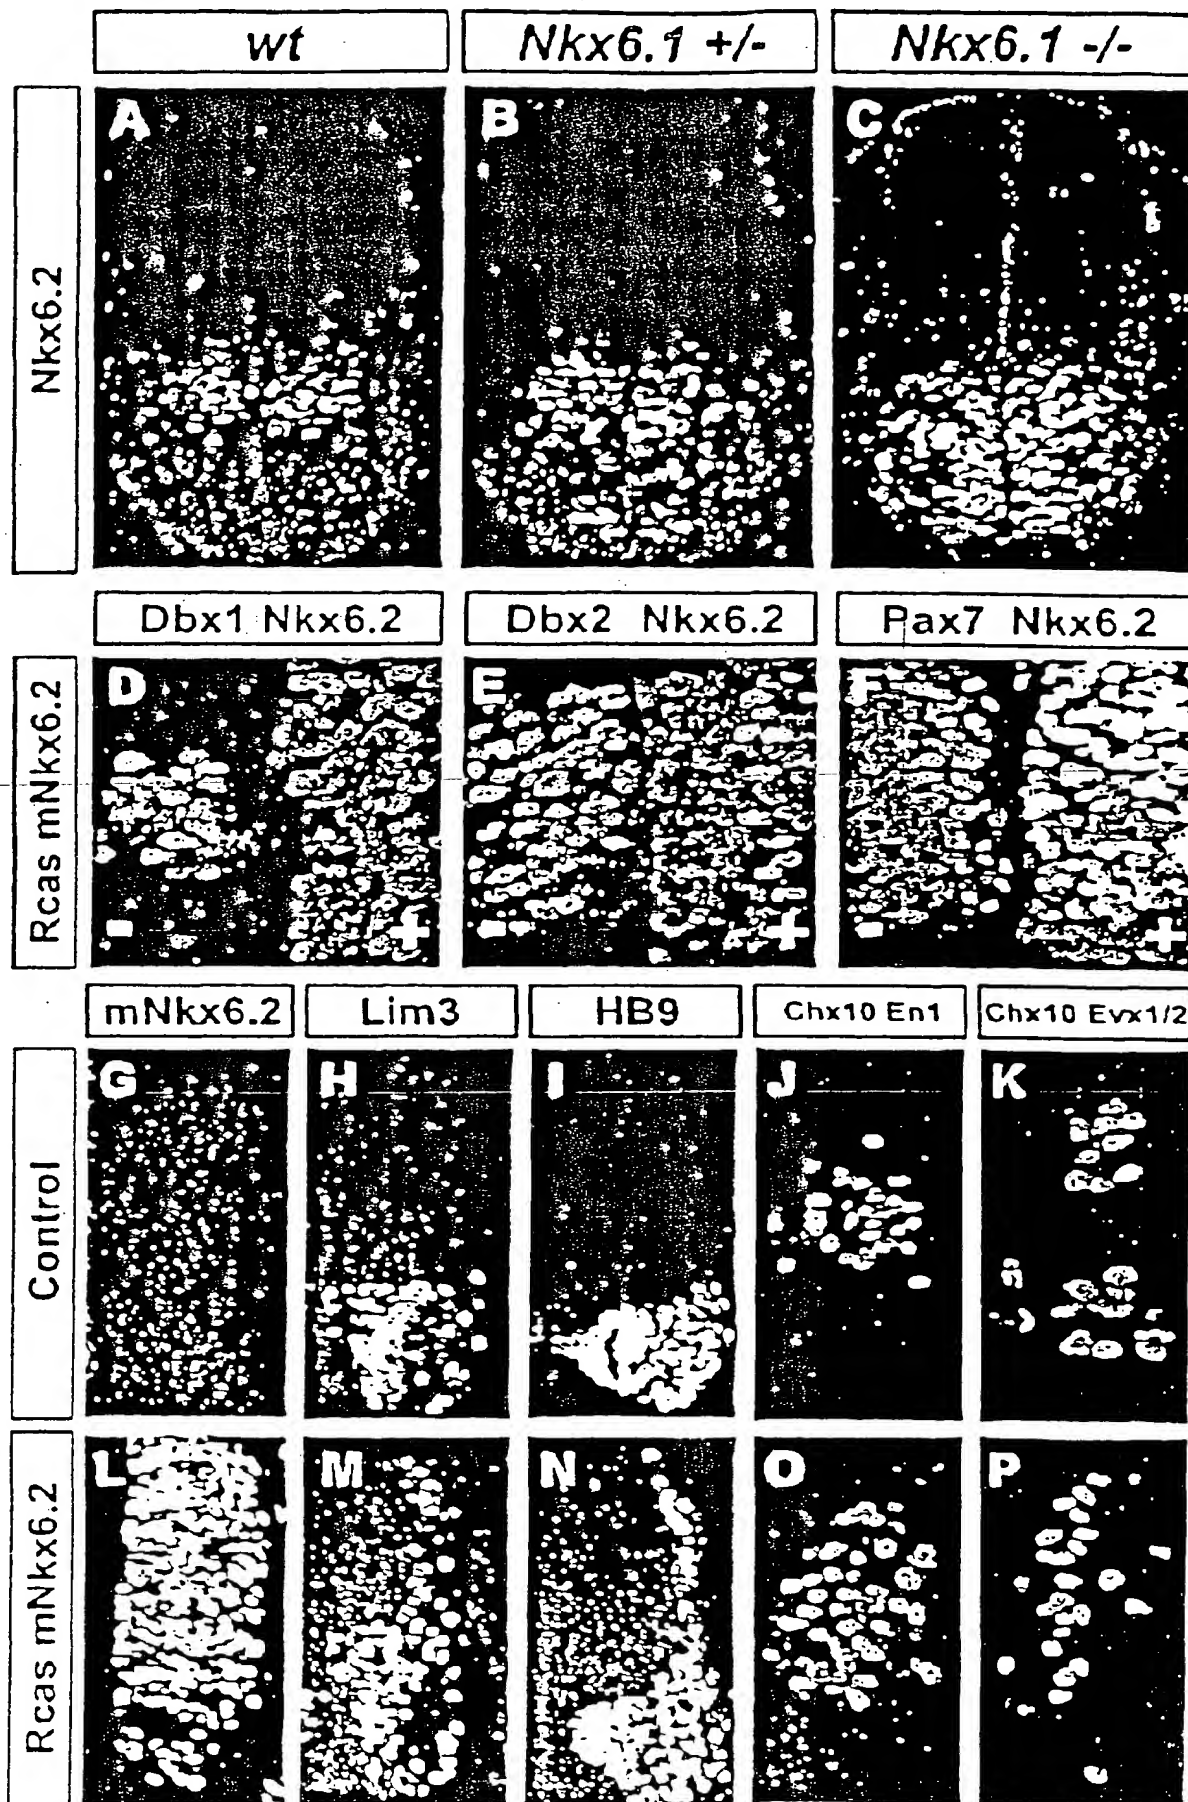 wt Nkx6.1 +/- Nkx6.1 -/-
Nkx6.2
A B C
Dbx1 Nkx6.2 Dbx2 Nkx6.2 Pax7 Nkx6.2
Rcas mNkx6.2
D E F
- + - + - +
mNkx6.2 Lim3 HB9 Chx10 En1 Chx10 Evx1/2
Control
G H I J K
Rcas mNkx6.2
L M N O P